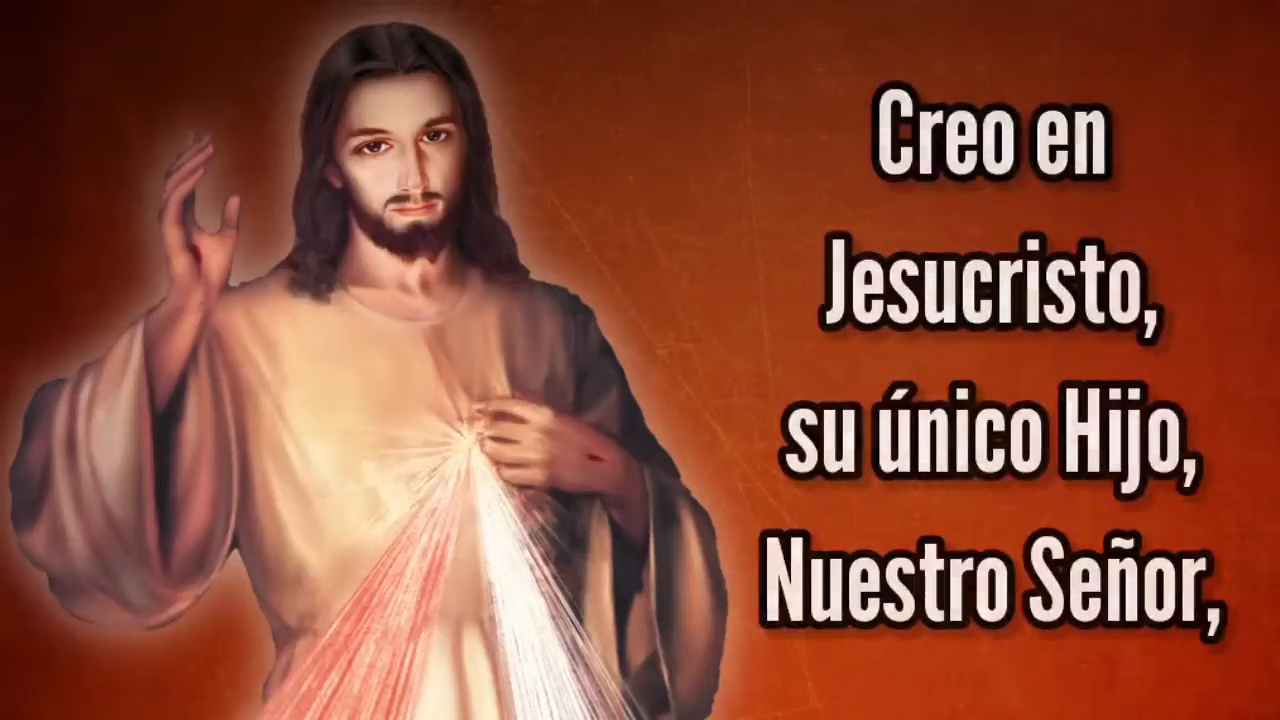 Creo en
Jesucristo,
su único Hijo,
Nuestro Señor,